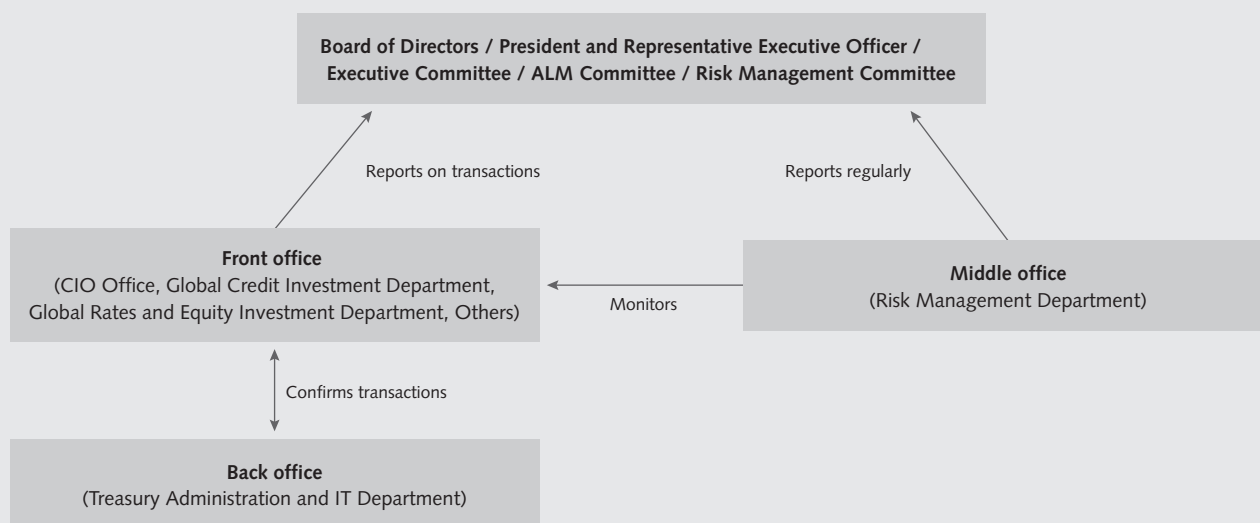 Board of Directors / President and Representative Executive Officer /
Executive Committee / ALM Committee / Risk Management Committee
Reports on transactions
Reports regularly
Front office
(CIO Office, Global Credit Investment Department,
Global Rates and Equity Investment Department, Others)
Monitors
Middle office
(Risk Management Department)
Confirms transactions
Back office
(Treasury Administration and IT Department)